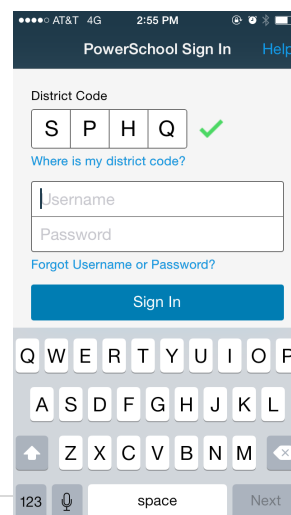 AT&T 4G 2:55 PM
PowerSchool Sign In Help
District Code
S P H Q
Where is my district code?
Username
Password
Forgot Username or Password?
Sign In
Q W E R T Y U I O P
A S D F G H J K L
Z X C V B N M
123 space Next